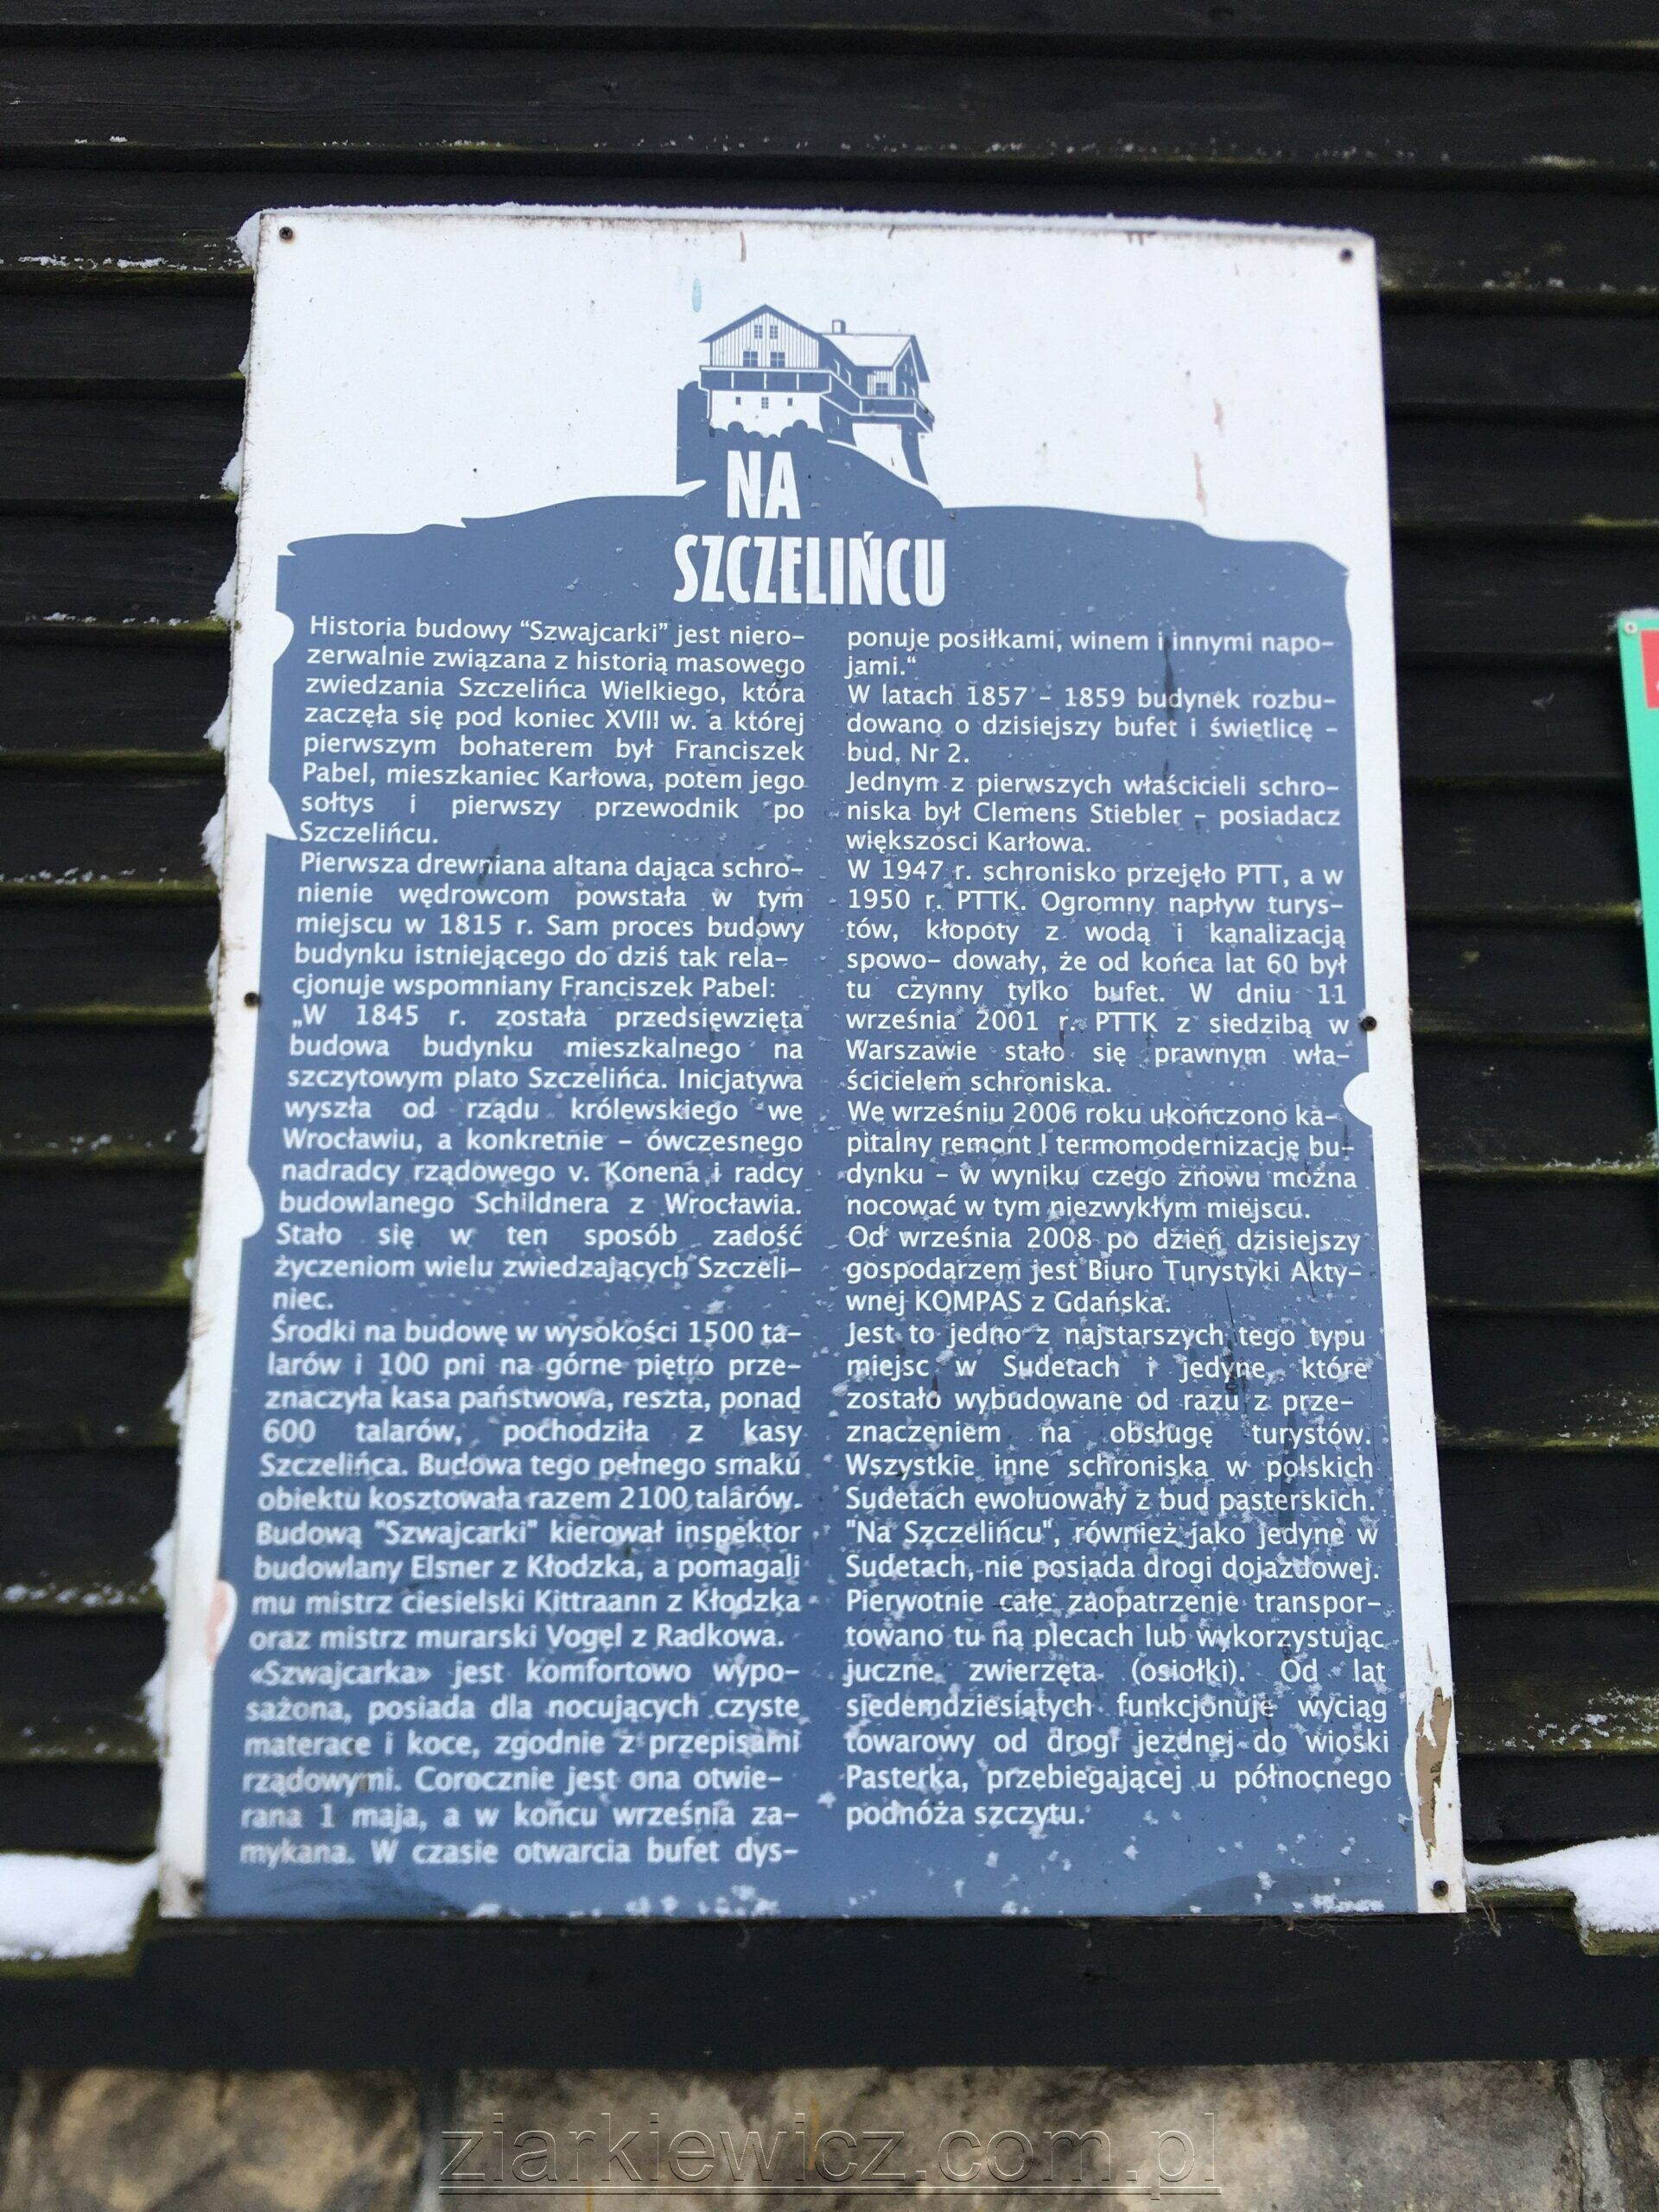 NA
SZCZELIŃCU
Historia budowy “Szwajcarki” jest niero-
zerwalnie związana z historią masowego
zwiedzania Szczelińca Wielkiego, która
zaczęła się pod koniec XVIII w. a której
pierwszym bohaterem był Franciszek
Pabel, mieszkaniec Karłowa, potem jego
sołtys i pierwszy przewodnik po
Szczelińcu.
Pierwsza drewniana altana dająca schro-
nienie wędrowcom powstała w tym
miejscu w 1815 r. Sam proces budowy
budynku istniejącego do dziś tak rela-
cjonuje wspomniany Franciszek Pabel:
„W 1845 r. została przedsięwzięta
budowa budynku mieszkalnego na
szczytowym plato Szczelińca. Inicjatywa
wyszła od rządu królewskiego we
Wrocławiu, a konkretnie – ówczesnego
nadradcy rządowego v. Konena i radcy
budowlanego Schildnera z Wrocławia.
Stało się w ten sposób zadość
życzeniom wielu zwiedzających Szczeli-
niec.
Środki na budowę w wysokości 1500 ta-
larów i 100 pni na górne piętro prze-
znaczyła kasa państwowa, reszta, ponad
600 talarów, pochodziła z kasy
Szczelińca. Budowa tego pełnego smaku
obiektu kosztowała razem 2100 talarów.
Budową "Szwajcarki" kierował inspektor
budowlany Elsner z Kłodzka, a pomagali
mu mistrz ciesielski Kittraann z Kłodzka
oraz mistrz murarski Vogel z Radkowa.
«Szwajcarka» jest komfortowo wypo-
sażona, posiada dla nocujących czyste
materace i koce, zgodnie z przepisami
rządowymi. Corocznie jest ona otwie-
rana 1 maja, a w końcu września za-
mykana. W czasie otwarcia bufet dys-
ponuje posiłkami, winem i innymi napo-
jami.“
W latach 1857 – 1859 budynek rozbu-
dowano o dzisiejszy bufet i świetlicę –
bud. Nr 2.
Jednym z pierwszych właścicieli schro-
niska był Clemens Stiebler – posiadacz
większosci Karłowa.
W 1947 r. schronisko przejęło PTT, a w
1950 r. PTTK. Ogromny napływ turys-
tów, kłopoty z wodą i kanalizacją
spowo- dowały, że od końca lat 60 był
tu czynny tylko bufet. W dniu 11
września 2001 r. PTTK z siedzibą w
Warszawie stało się prawnym wła-
ścicielem schroniska.
We wrześniu 2006 roku ukończono ka-
pitalny remont I termomodernizację bu-
dynku – w wyniku czego znowu można
nocować w tym niezwykłym miejscu.
Od września 2008 po dzień dzisiejszy
gospodarzem jest Biuro Turystyki Akty-
wnej KOMPAS z Gdańska.
Jest to jedno z najstarszych tego typu
miejsc w Sudetach i jedyne, które
zostało wybudowane od razu z prze-
znaczeniem na obsługę turystów.
Wszystkie inne schroniska w polskich
Sudetach ewoluowały z bud pasterskich.
"Na Szczelińcu", również jako jedyne w
Sudetach, nie posiada drogi dojazdowej.
Pierwotnie całe zaopatrzenie transpor-
towano tu na plecach lub wykorzystując
juczne zwierzęta (osiołki). Od lat
siedemdziesiątych funkcjonuje wyciąg
towarowy od drogi jezdnej do wioski
Pasterka, przebiegającej u północnego
podnóża szczytu.
ziarkiewicz.com.pl